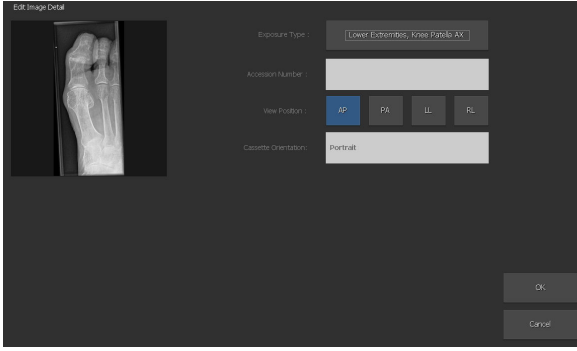 Edit Image Detail
Exposure Type :
Lower Extremities, Knee Patella AX
Accession Number :
View Position :
AP
PA
LL
RL
Cassette Orientation:
Portrait
OK
Cancel